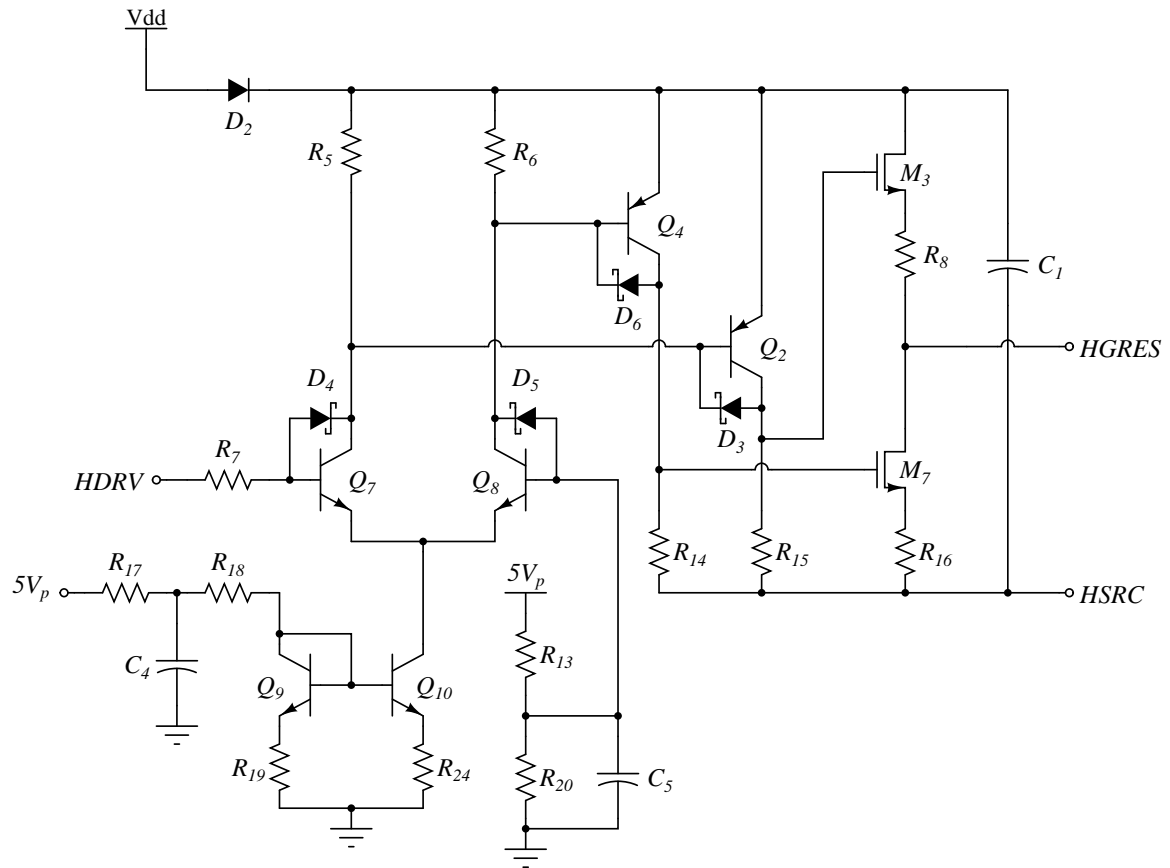 Vdd
D2
R5
R6
M3
Q4
R8
C1
D6
Q2
HGRES
D4
D5
D3
R7
HDRV
Q7
Q8
M7
R17
R18
R14
R15
R16
5Vp
5Vp
HSRC
C4
R13
Q9
Q10
R19
R24
R20
C5